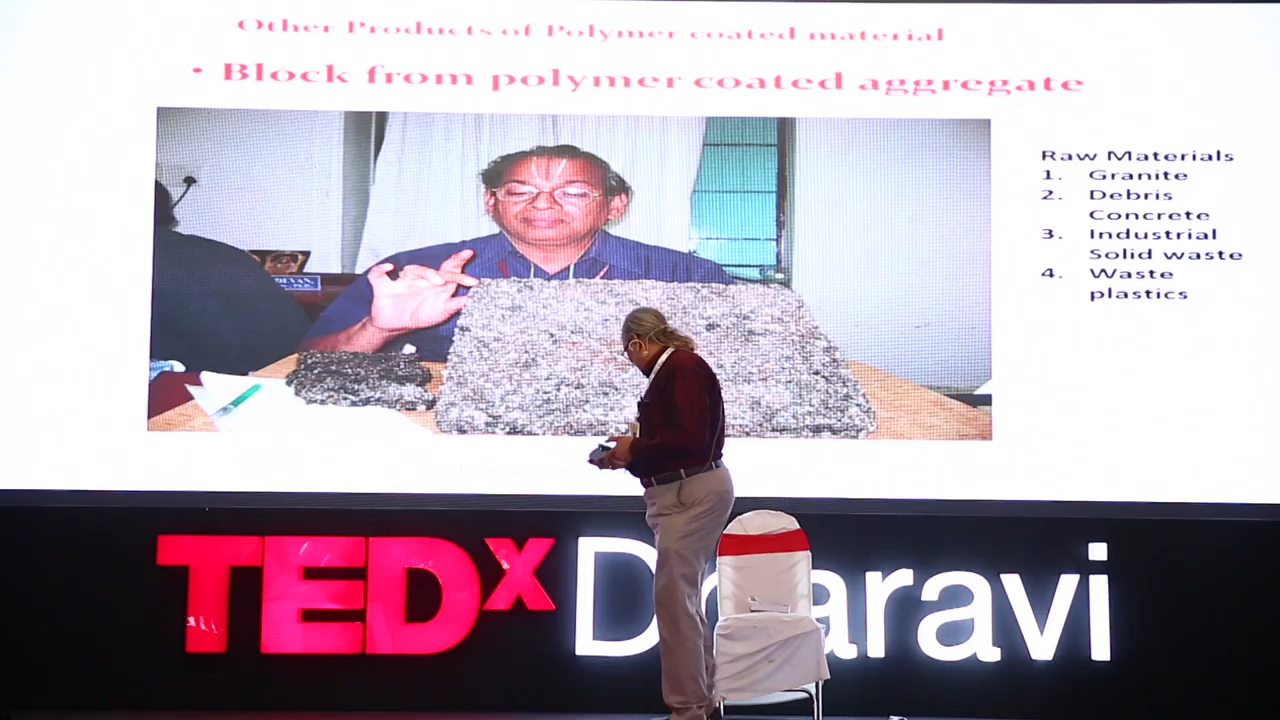 Other Products of Polymer coated material
• Block from polymer coated aggregate
Raw Materials
1. Granite
2. Debris
Concrete
3. Industrial
Solid waste
4. Waste
plastics
TEDx